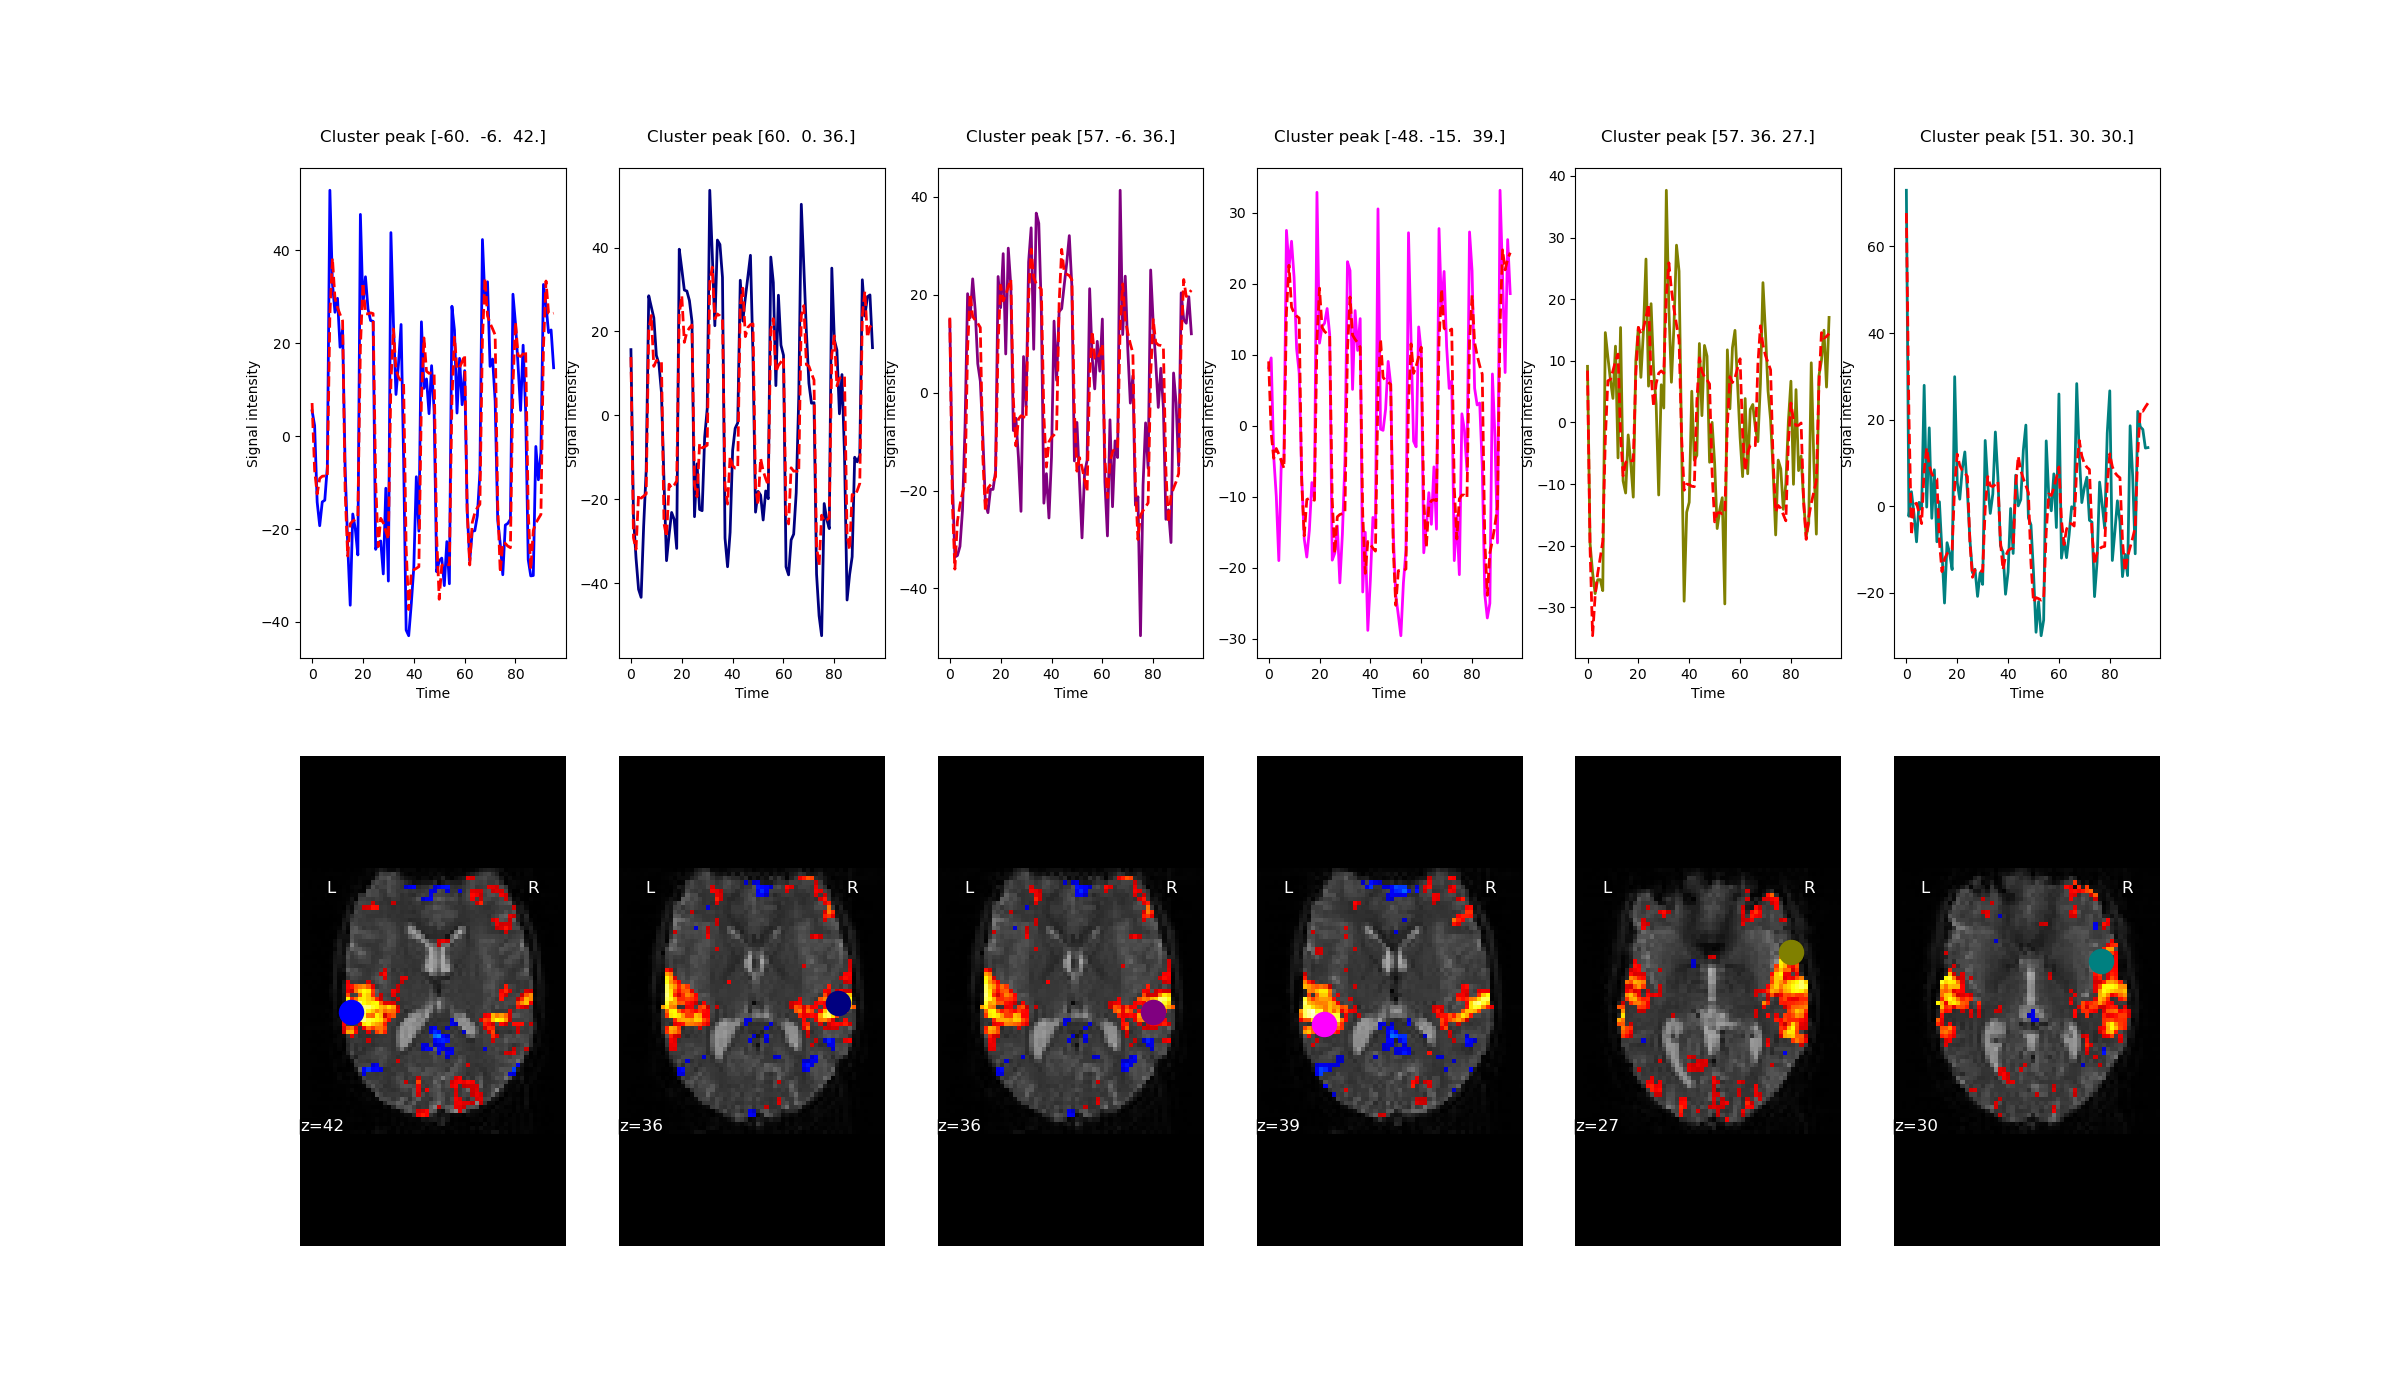 Cluster peak [-60.  -6.  42.]
Cluster peak [60.  0. 36.]
Cluster peak [57. -6. 36.]
Cluster peak [-48. -15.  39.]
Cluster peak [57. 36. 27.]
Cluster peak [51. 30. 30.]
Signal intensity
40
20
0
−20
−40
0 20 40 60 80
Time
Signal intensity
40
20
0
−20
−40
0 20 40 60 80
Time
Signal intensity
40
20
0
−20
−40
0 20 40 60 80
Time
Signal intensity
30
20
10
0
−10
−20
−30
0 20 40 60 80
Time
Signal intensity
40
30
20
10
0
−10
−20
−30
0 20 40 60 80
Time
Signal intensity
60
40
20
0
−20
0 20 40 60 80
Time
L R
z=42
L R
z=36
L R
z=36
L R
z=39
L R
z=27
L R
z=30